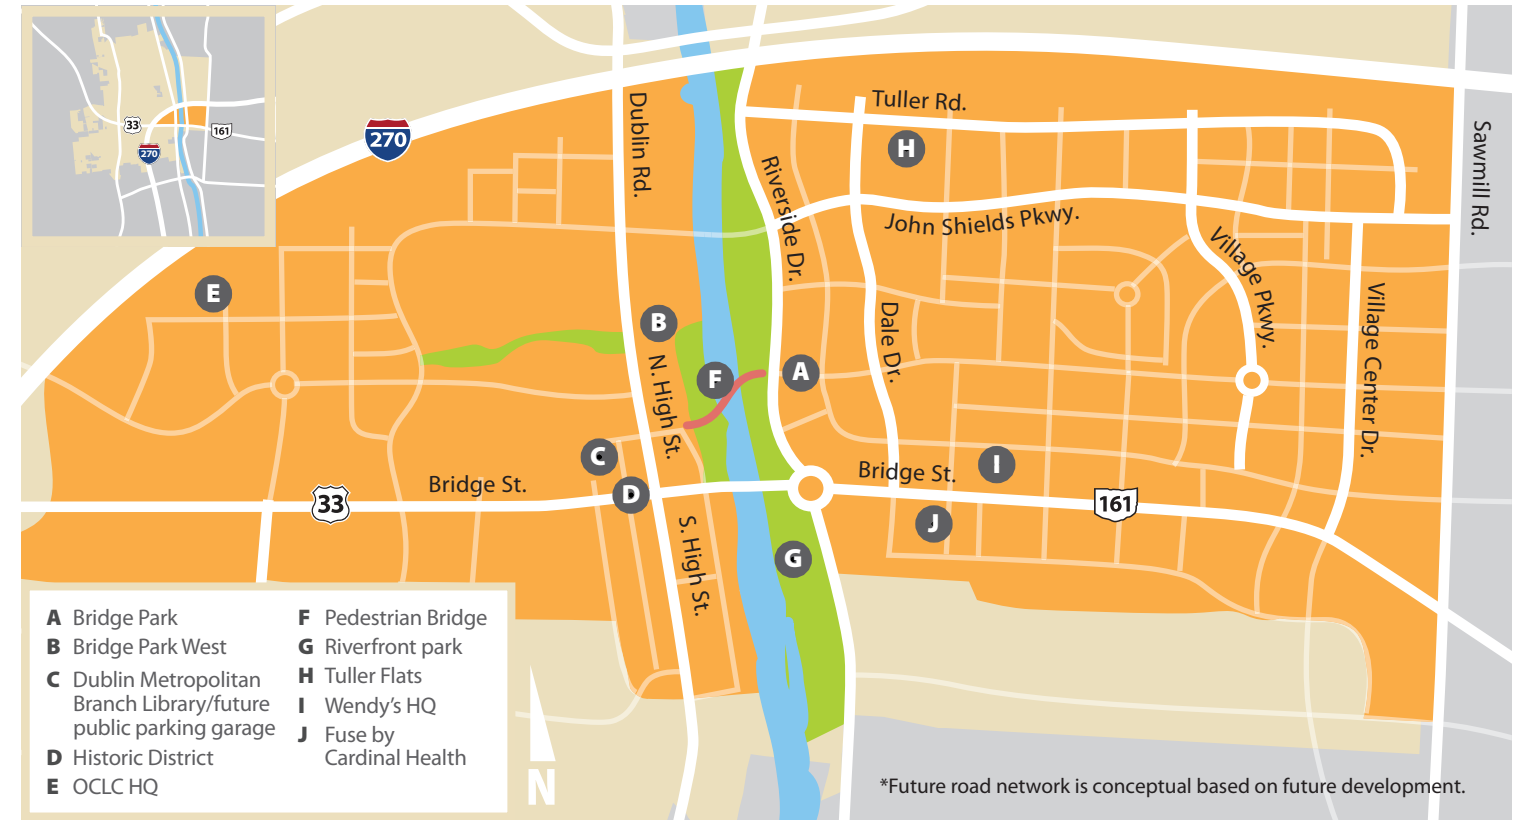 33
161
270
270
Dublin Rd.
Tuller Rd.
H
Sawmill Rd.
Riverside Dr.
John Shields Pkwy.
Village Pkwy.
E
B
Village Center Dr.
Dale Dr.
N. High St.
F
A
C
I
Bridge St.
Bridge St.
D
33
161
J
S. High St.
G
A Bridge Park
B Bridge Park West
C Dublin Metropolitan
Branch Library/future
public parking garage
D Historic District
E OCLC HQ
F Pedestrian Bridge
G Riverfront park
H Tuller Flats
I Wendy’s HQ
J Fuse by
Cardinal Health
N
*Future road network is conceptual based on future development.